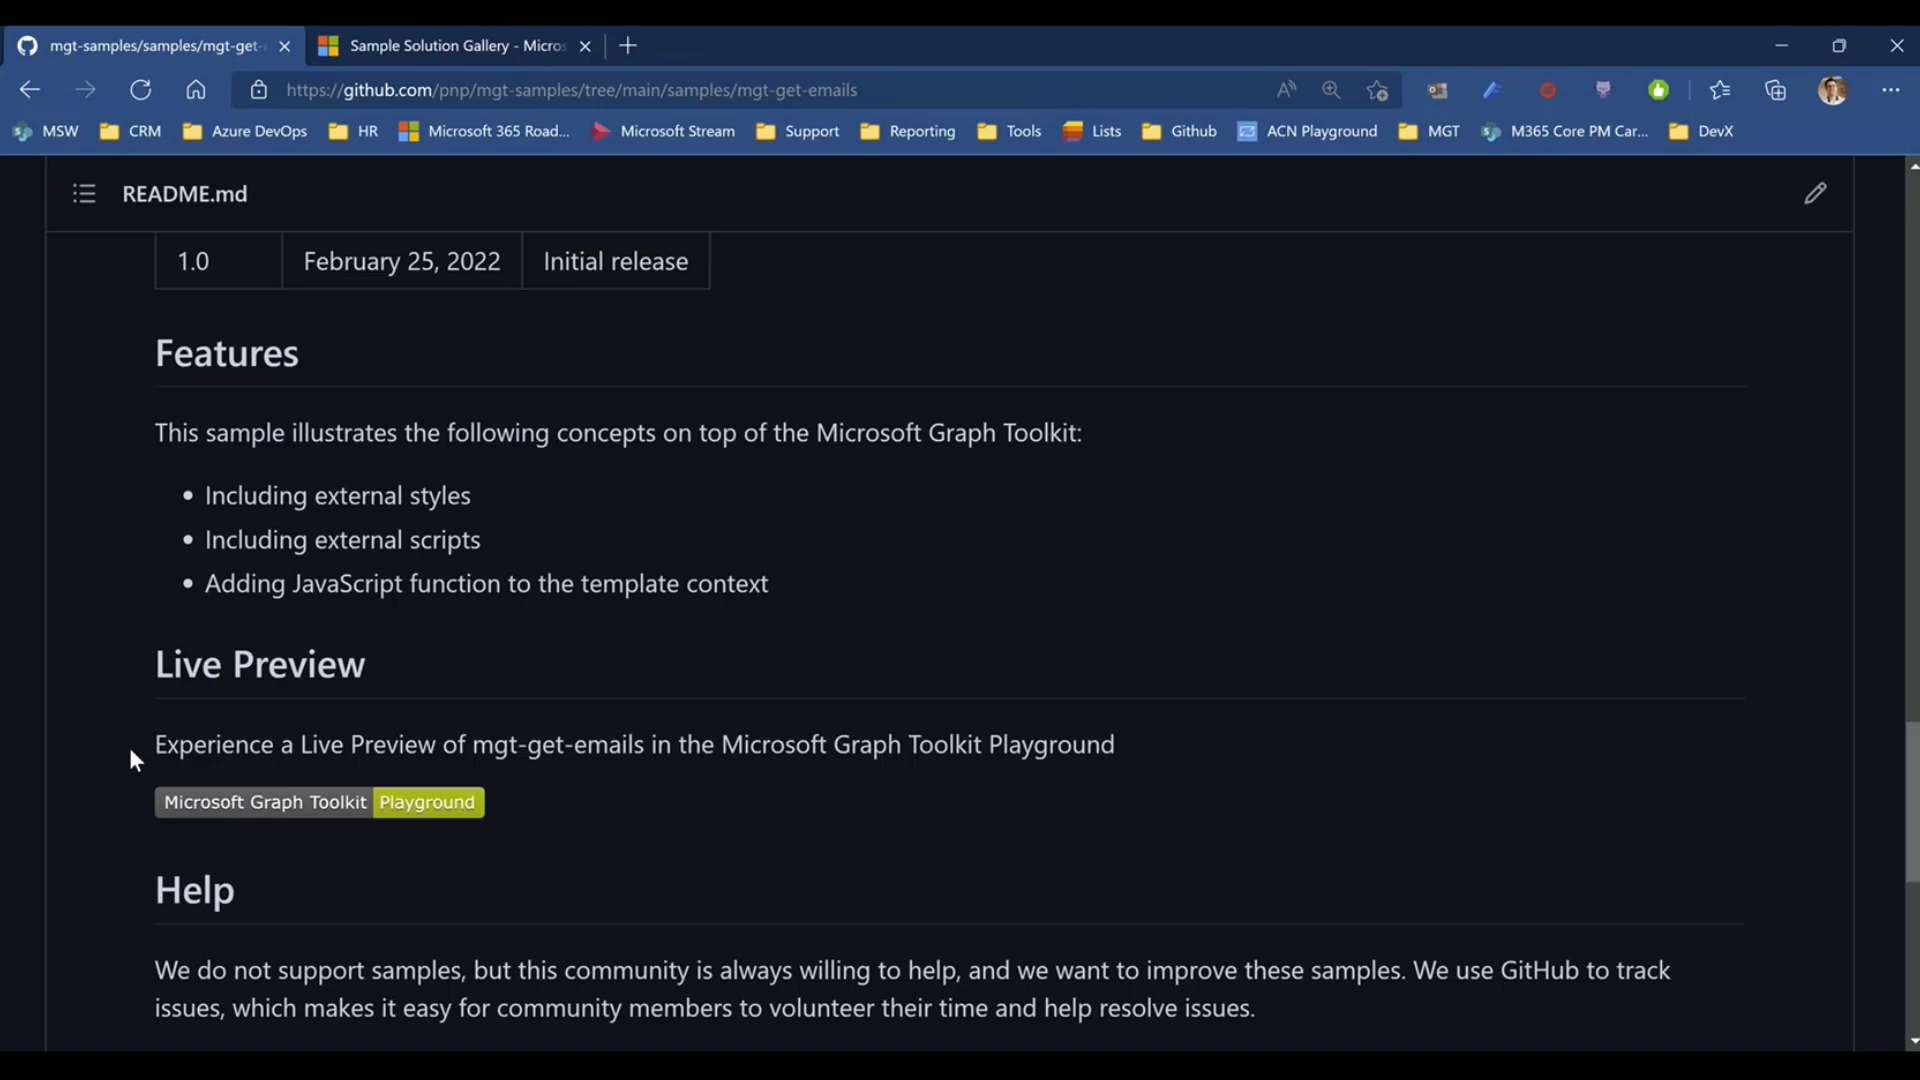 mgt-samples/samples/mgt-get-
Sample Solution Gallery - Micros
https://github.com/pnp/mgt-samples/tree/main/samples/mgt-get-emails
MSW
CRM
Azure DevOps
HR
Microsoft 365 Road...
Microsoft Stream
Support
Reporting
Tools
Lists
Github
ACN Playground
MGT
M365 Core PM Car...
DevX
README.md
1.0 February 25, 2022 Initial release
Features
This sample illustrates the following concepts on top of the Microsoft Graph Toolkit:
• Including external styles
• Including external scripts
• Adding JavaScript function to the template context
Live Preview
Experience a Live Preview of mgt-get-emails in the Microsoft Graph Toolkit Playground
Microsoft Graph Toolkit Playground
Help
We do not support samples, but this community is always willing to help, and we want to improve these samples. We use GitHub to track
issues, which makes it easy for community members to volunteer their time and help resolve issues.